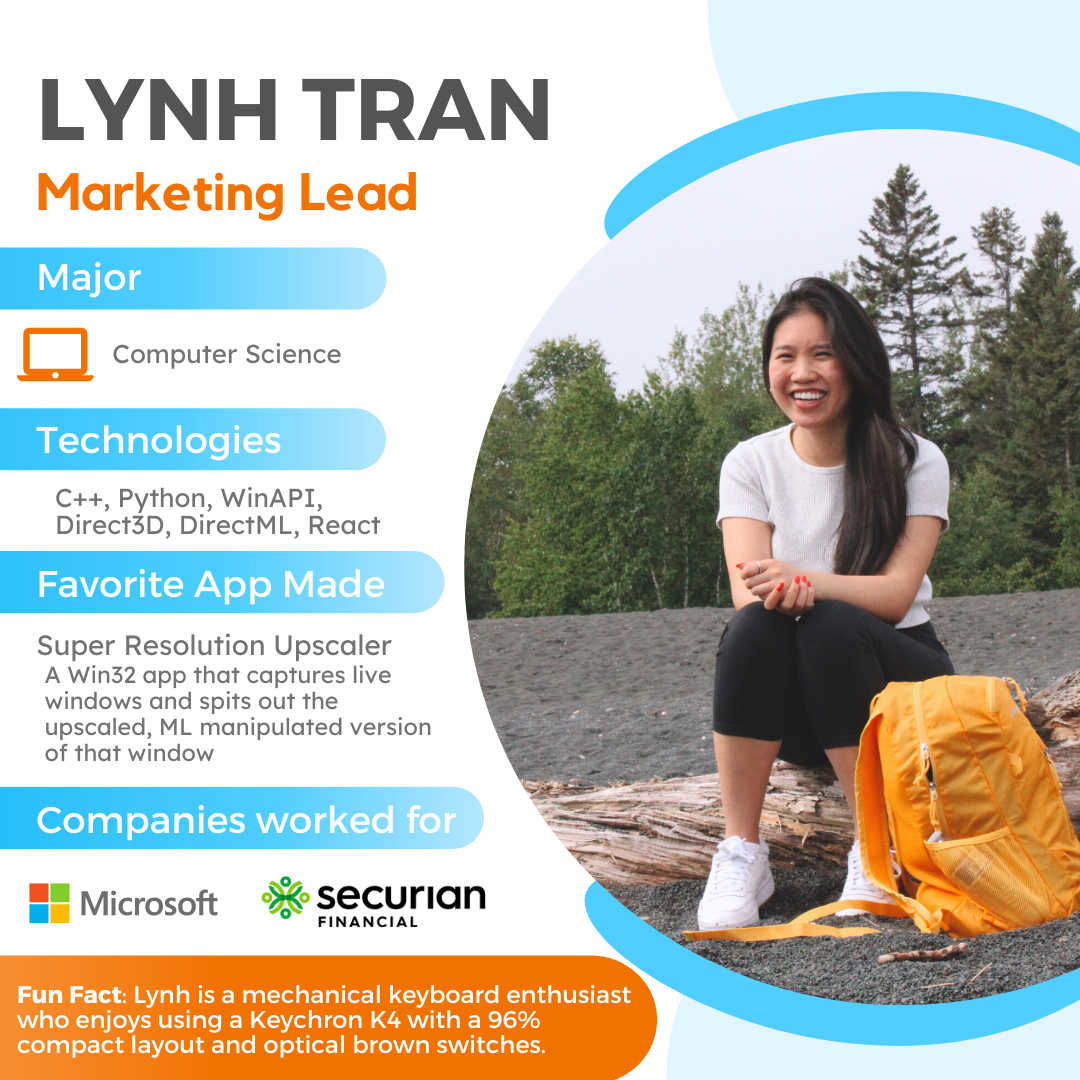 LYNH TRAN
Marketing Lead
Major
Computer Science
Technologies
C++, Python, WinAPI,
Direct3D, DirectML, React
Favorite App Made
Super Resolution Upscaler
A Win32 app that captures live
windows and spits out the
upscaled, ML manipulated version
of that window
Companies worked for
Microsoft
securian
FINANCIAL
Fun Fact: Lynh is a mechanical keyboard enthusiast
who enjoys using a Keychron K4 with a 96%
compact layout and optical brown switches.